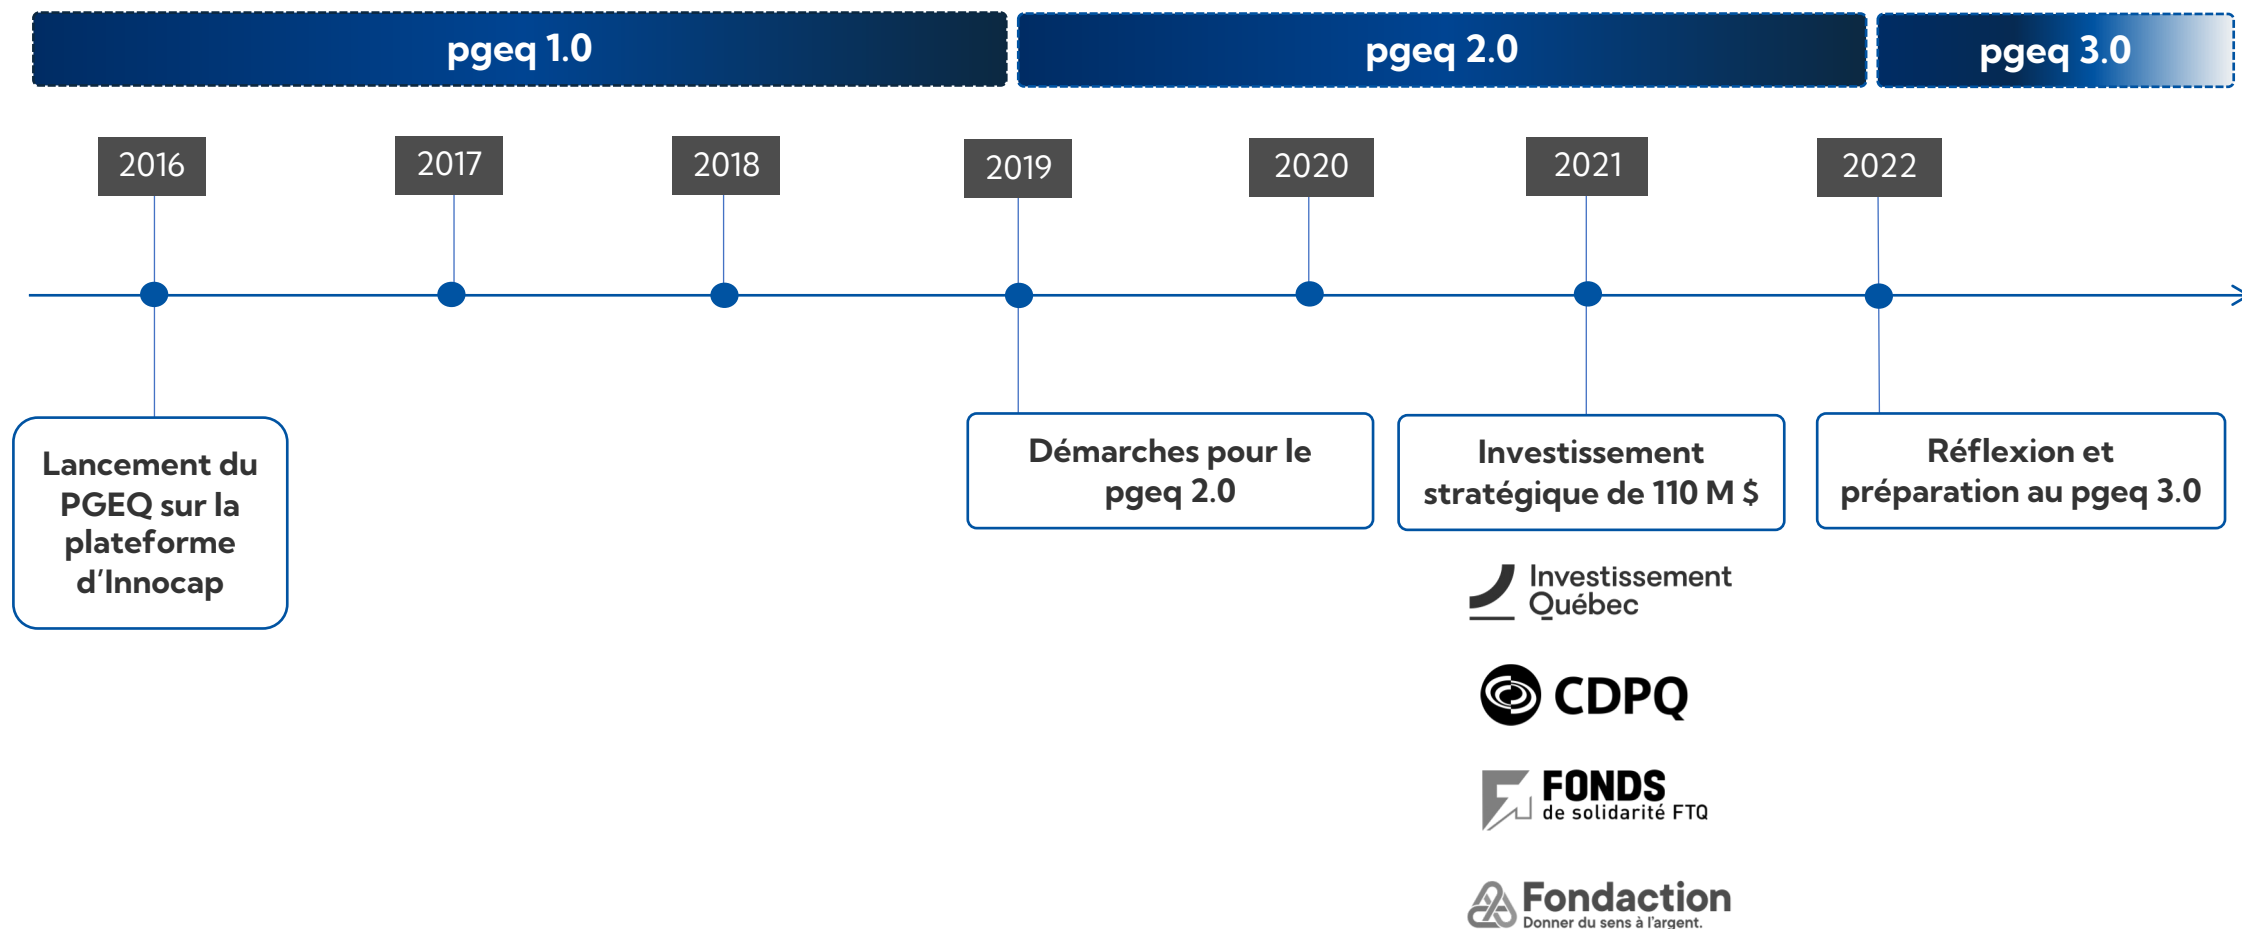 pgeq 1.0
pgeq 2.0
pgeq 3.0
2016
2017
2018
2019
2020
2021
2022
Lancement du
PGEQ sur la
plateforme
d’Innocap
Démarches pour le
pgeq 2.0
Investissement
stratégique de 110 M $
Réflexion et
préparation au pgeq 3.0
Investissement
Québec
CDPQ
FONDS
de solidarité FTQ
Fondaction
Donner du sens à l'argent.